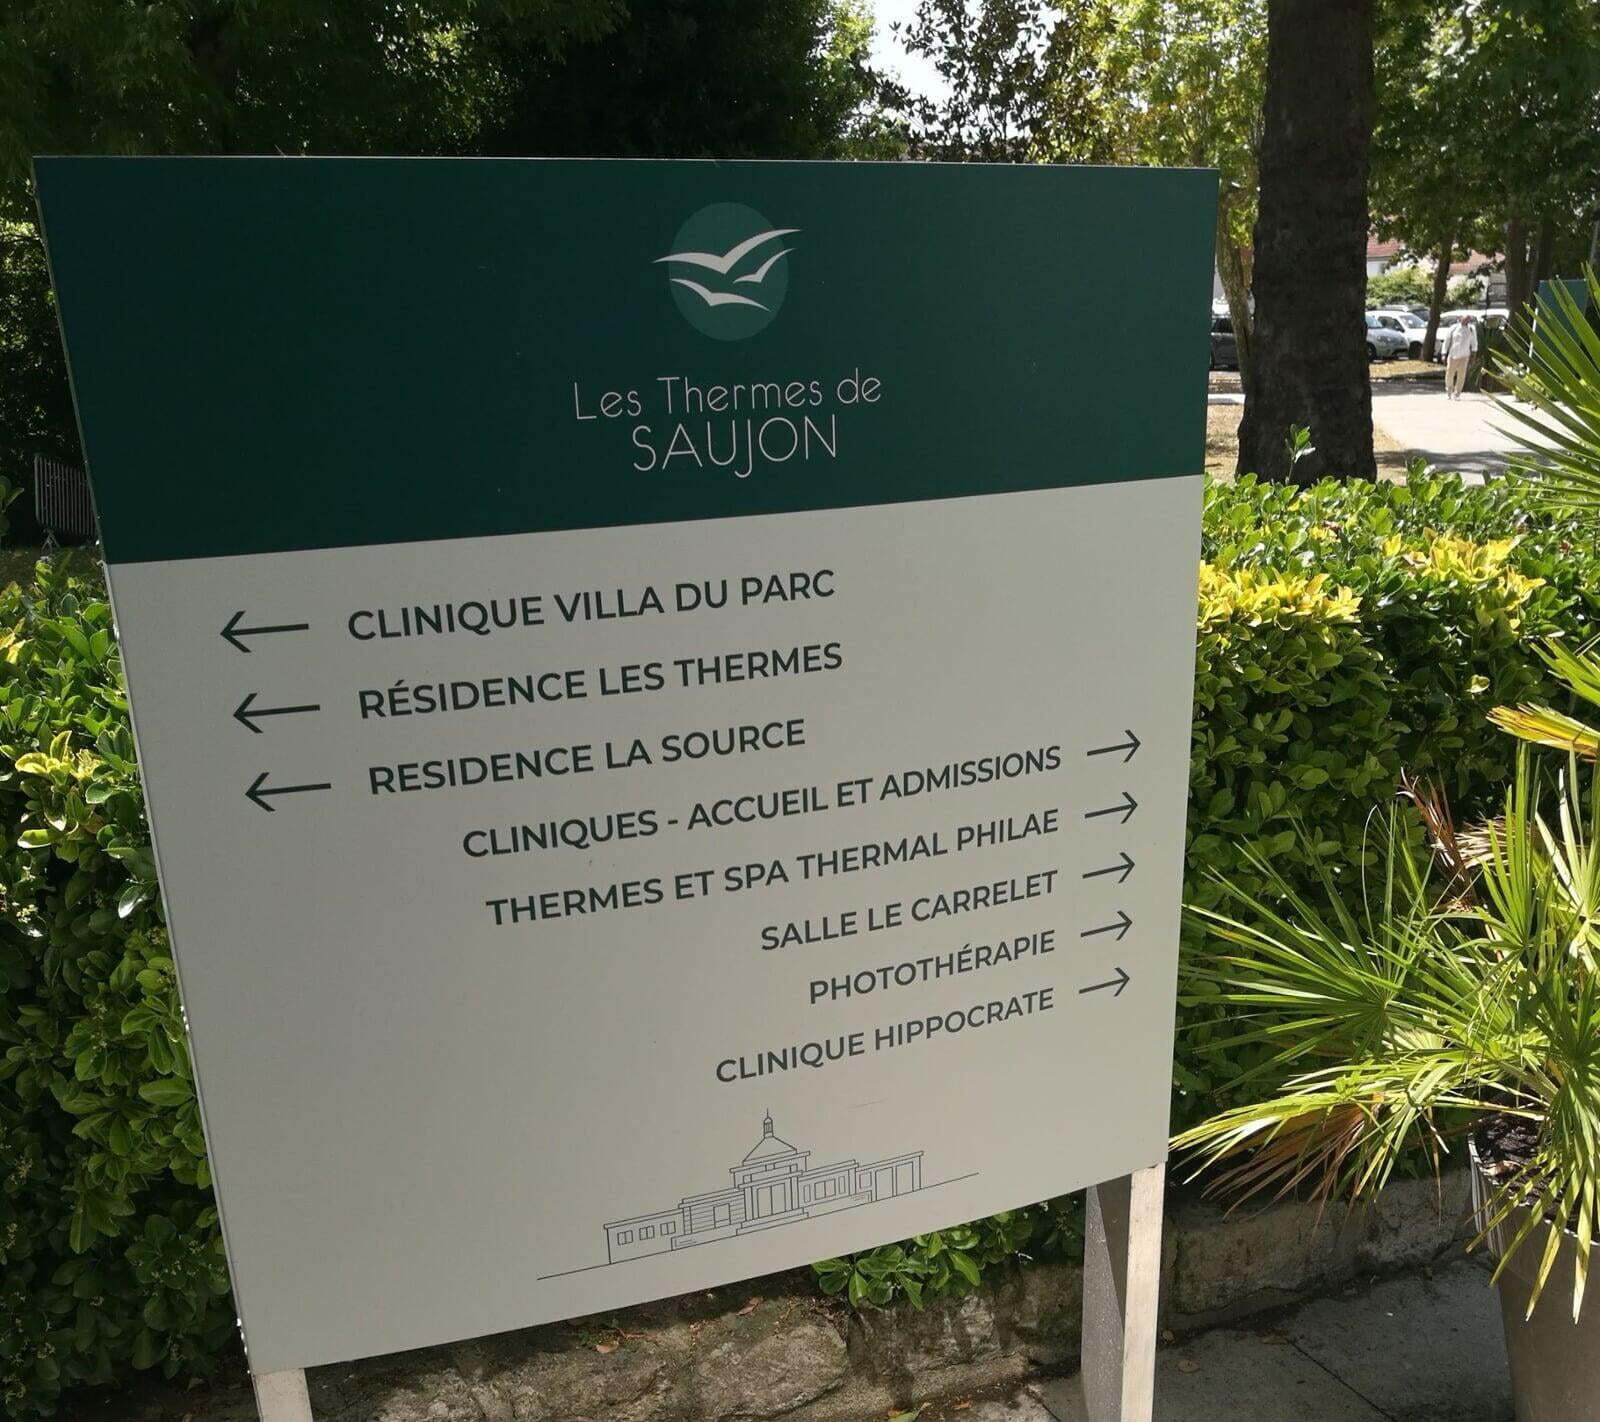 Les Thermes de
SAUJON
← CLINIQUE VILLA DU PARC
← RÉSIDENCE LES THERMES
← RESIDENCE LA SOURCE
CLINIQUES - ACCUEIL ET ADMISSIONS →
THERMES ET SPA THERMAL PHILAE →
SALLE LE CARRELET →
PHOTOTHÉRAPIE →
CLINIQUE HIPPOCRATE →